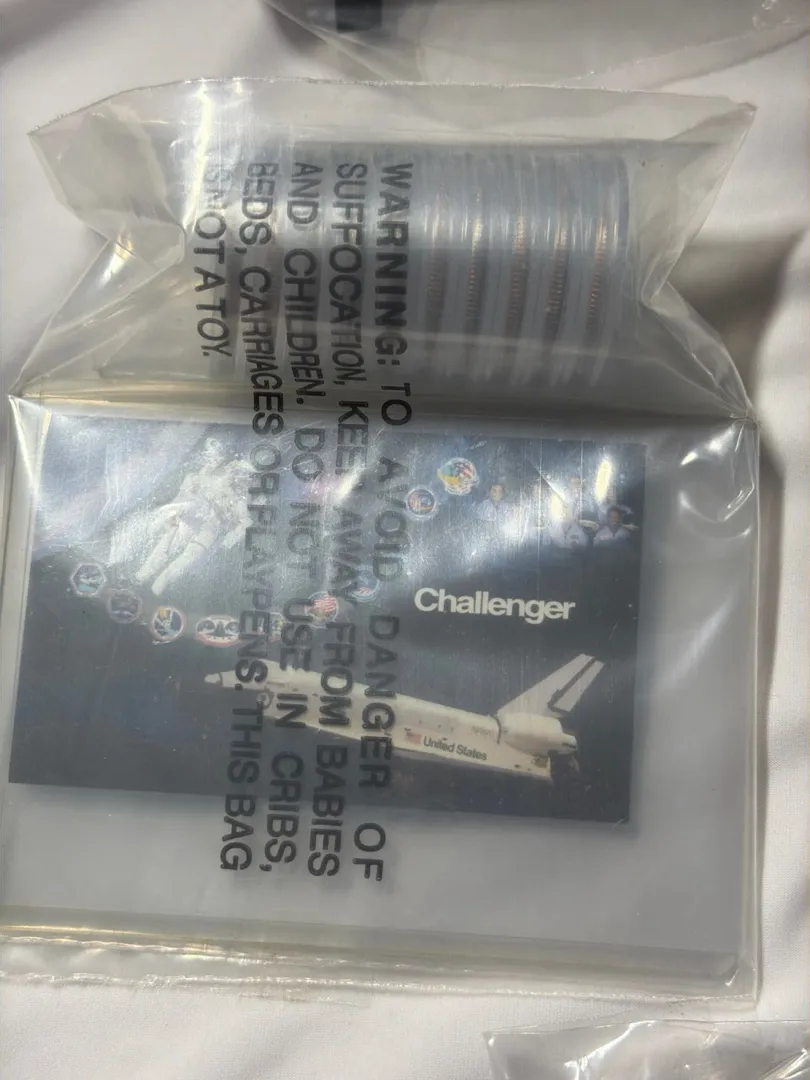 WARNING: TO AVOID DANGER OF
SUFFOCATION, KEEP AWAY FROM BABIES
AND CHILDREN. DO NOT USE IN CRIBS,
BEDS, CARRIAGES OR PLAYPENS. THIS BAG
IS NOT A TOY.
Challenger
United States